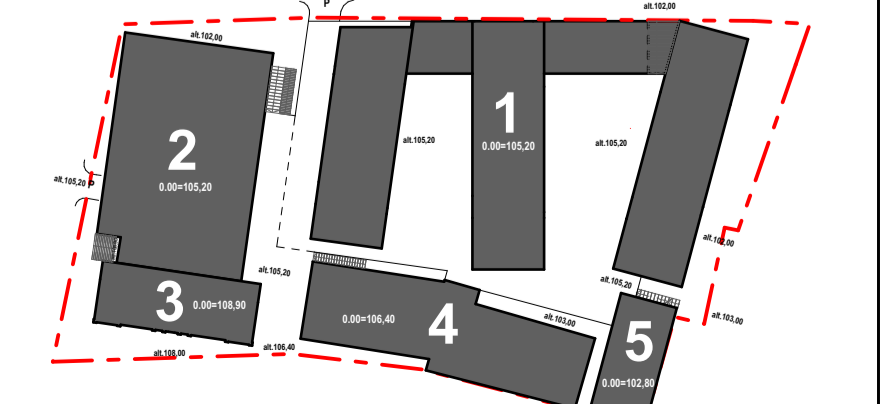 P
alt.102,00
alt.102,00
1
0.00=105,20
alt.105,20
alt.105,20
2
0.00=105,20
alt.105,20 P
alt.102,00
alt.105,20
alt.105,20
3
0.00=108,90
0.00=106,40
4
alt.103,00
alt.103,00
5
0.00=102,80
alt.108,00
alt.106,40